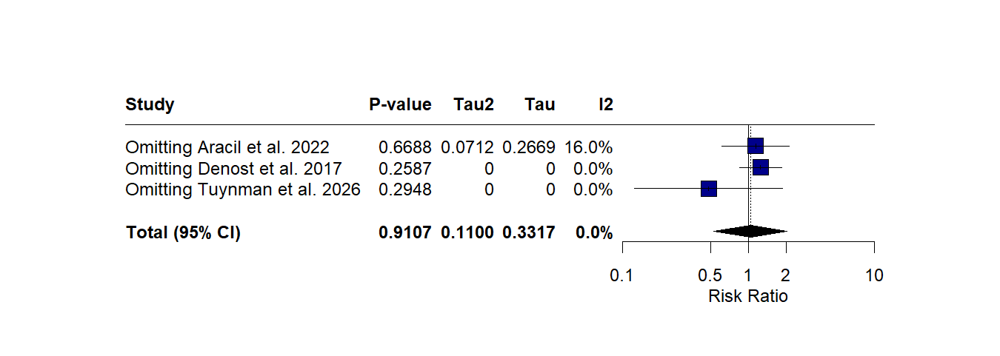 Study P-value Tau2 Tau I2
Omitting Aracil et al. 2022 0.6688 0.0712 0.2669 16.0%
Omitting Denost et al. 2017 0.2587 0 0 0.0%
Omitting Tuynman et al. 2026 0.2948 0 0 0.0%
Total (95% CI) 0.9107 0.1100 0.3317 0.0%
0.1 0.5 1 2 10
Risk Ratio